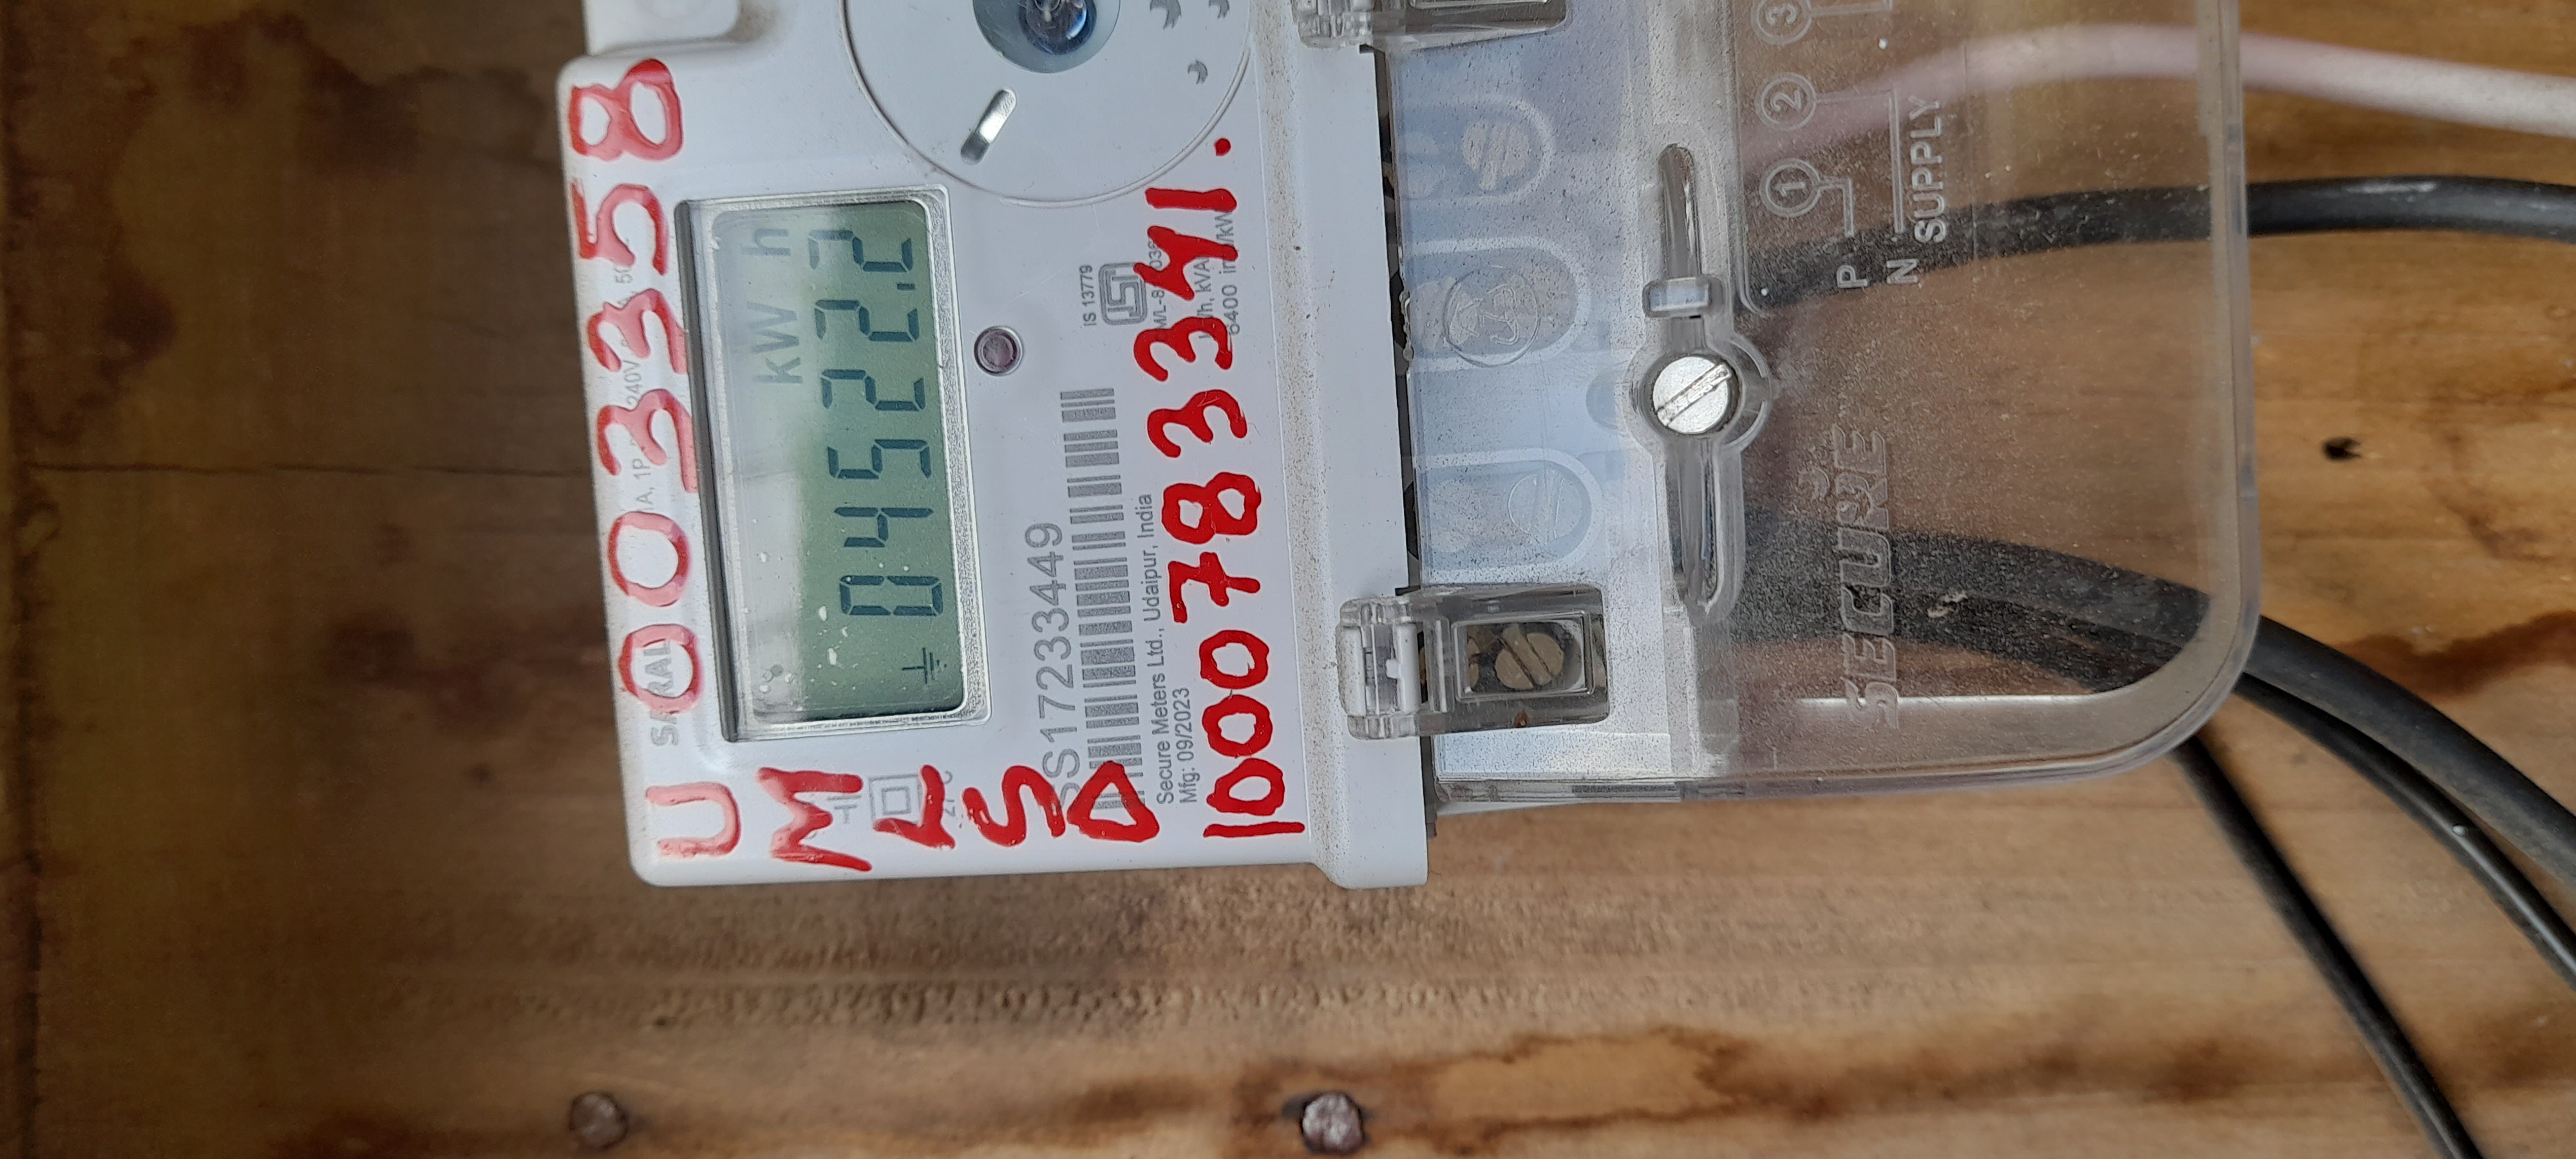 U003358
M
L
S
D
1000783341.
kWh
04522.2
SS17233449
IS 13779
Secure Meters Ltd., Udaipur, India
Mfg: 09/2023
1 2 3
P
N SUPPLY
SECURE